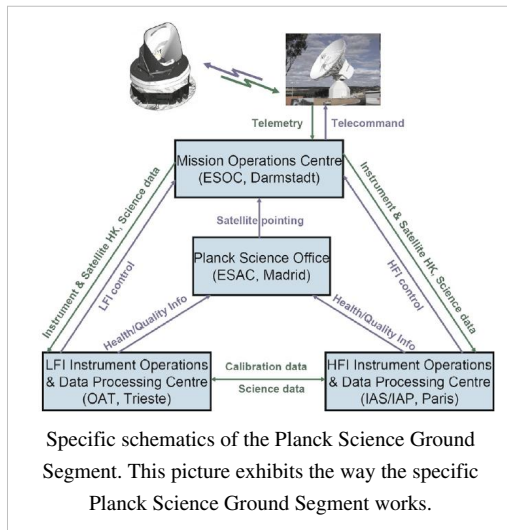 Telemetry
Telecommand
Mission Operations Centre
(ESOC, Darmstadt)
Instrument & Satellite HK, Science data
LFI control
Satellite pointing
HFI control
Instrument & Satellite HK, Science data
Planck Science Office
(ESAC, Madrid)
Health/Quality Info
Health/Quality Info
LFI Instrument Operations
& Data Processing Centre
(OAT, Trieste)
Calibration data
Science data
HFI Instrument Operations
& Data Processing Centre
(IAS/IAP, Paris)
Specific schematics of the Planck Science Ground
Segment. This picture exhibits the way the specific
Planck Science Ground Segment works.